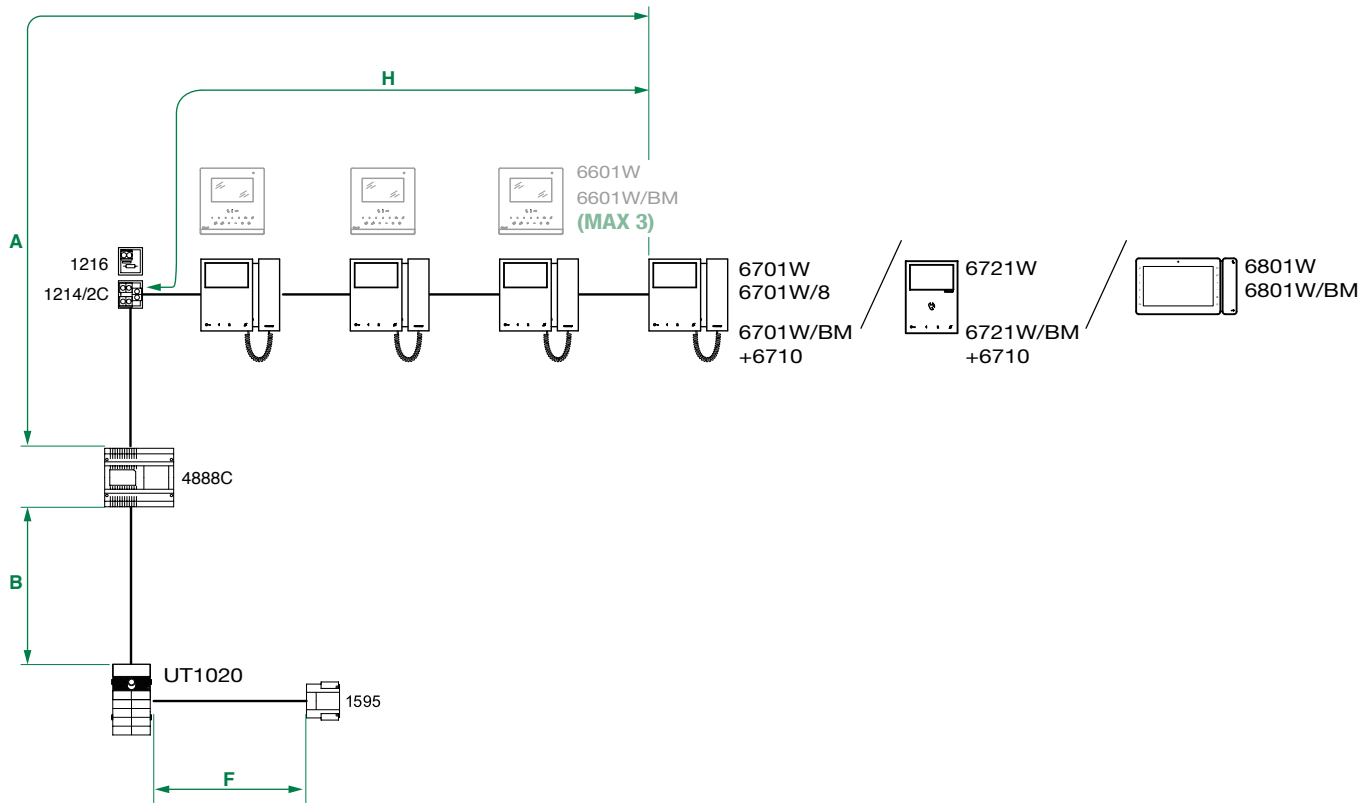 H
6601W
6601W/BM
(MAX 3)
A
1216
1214/2C
6701W
6701W/8
6701W/BM
+6710
6721W
6721W/BM
+6710
6801W
6801W/BM
4888C
B
UT1020
1595
F